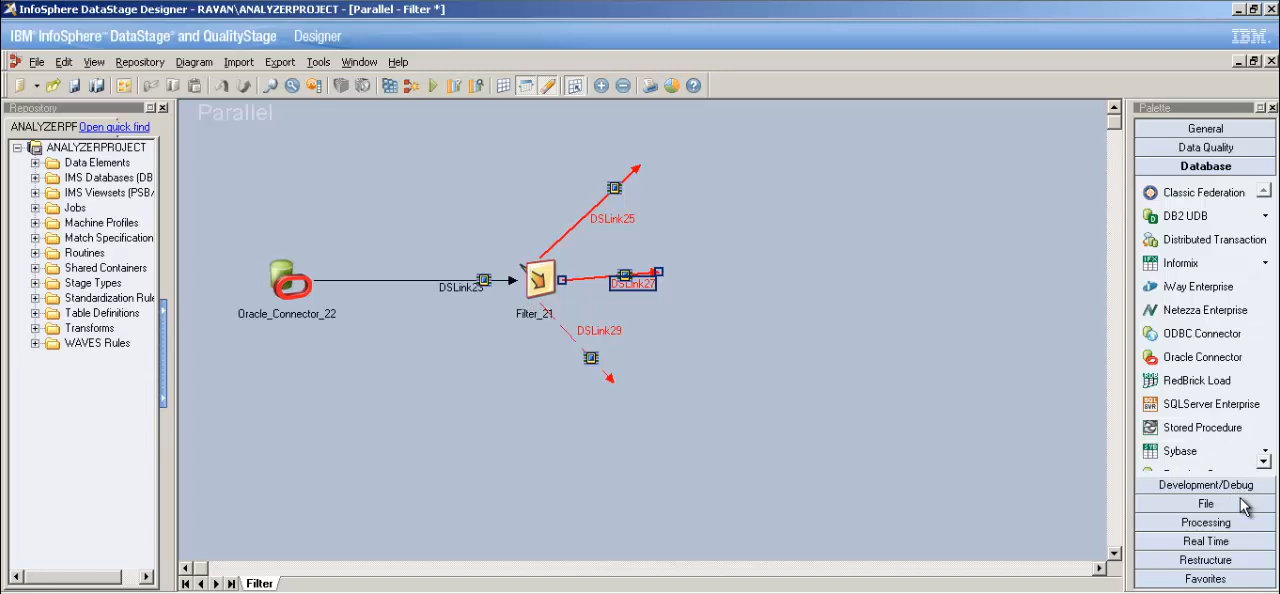 InfoSphere DataStage Designer - RAVAN\ANALYZERPROJECT - [Parallel - Filter *]
IBM® InfoSphere™ DataStage® and QualityStage Designer
IBM.
File Edit View Repository Diagram Import Export Tools Window Help
Repository
ANALYZERPF Open quick find
ANALYZERPROJECT
Data Elements
IMS Databases (DB
IMS Viewsets (PSB/
Jobs
Machine Profiles
Match Specification
Routines
Shared Containers
Stage Types
Standardization Rule
Table Definitions
Transforms
WAVES Rules
Parallel
DSLink25
DSLink23
DSLink27
Oracle_Connector_22
Filter_21
DSLink29
Filter
Palette
General
Data Quality
Database
Classic Federation
DB2 UDB
Distributed Transaction
Informix
iWay Enterprise
Netezza Enterprise
ODBC Connector
Oracle Connector
RedBrick Load
SQLServer Enterprise
Stored Procedure
Sybase
Development/Debug
File
Processing
Real Time
Restructure
Favorites